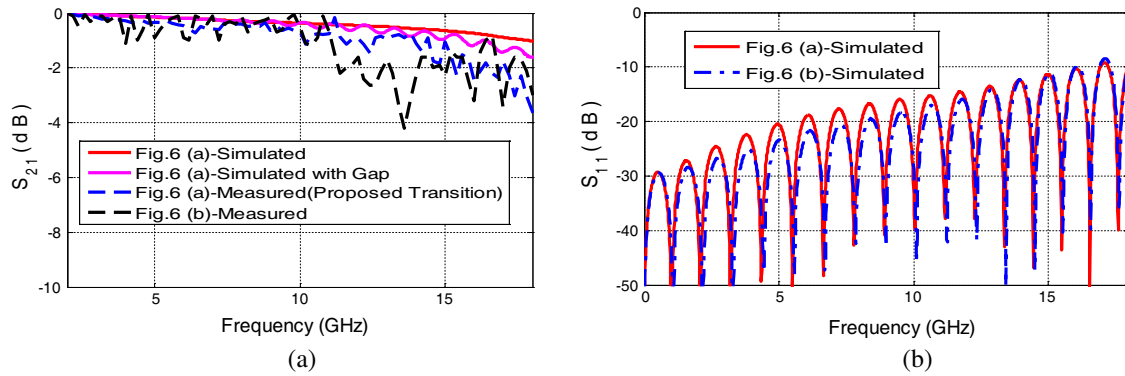 0
-2
-4
-6
-8
-10
S21 (dB)
Fig.6 (a)-Simulated
Fig.6 (a)-Simulated with Gap
Fig.6 (a)-Measured(Proposed Transition)
Fig.6 (b)-Measured
5
10
15
Frequency (GHz)
(a)
0
-10
-20
-30
-40
-50
S11 (dB)
Fig.6 (a)-Simulated
Fig.6 (b)-Simulated
0
5
10
15
Frequency (GHz)
(b)